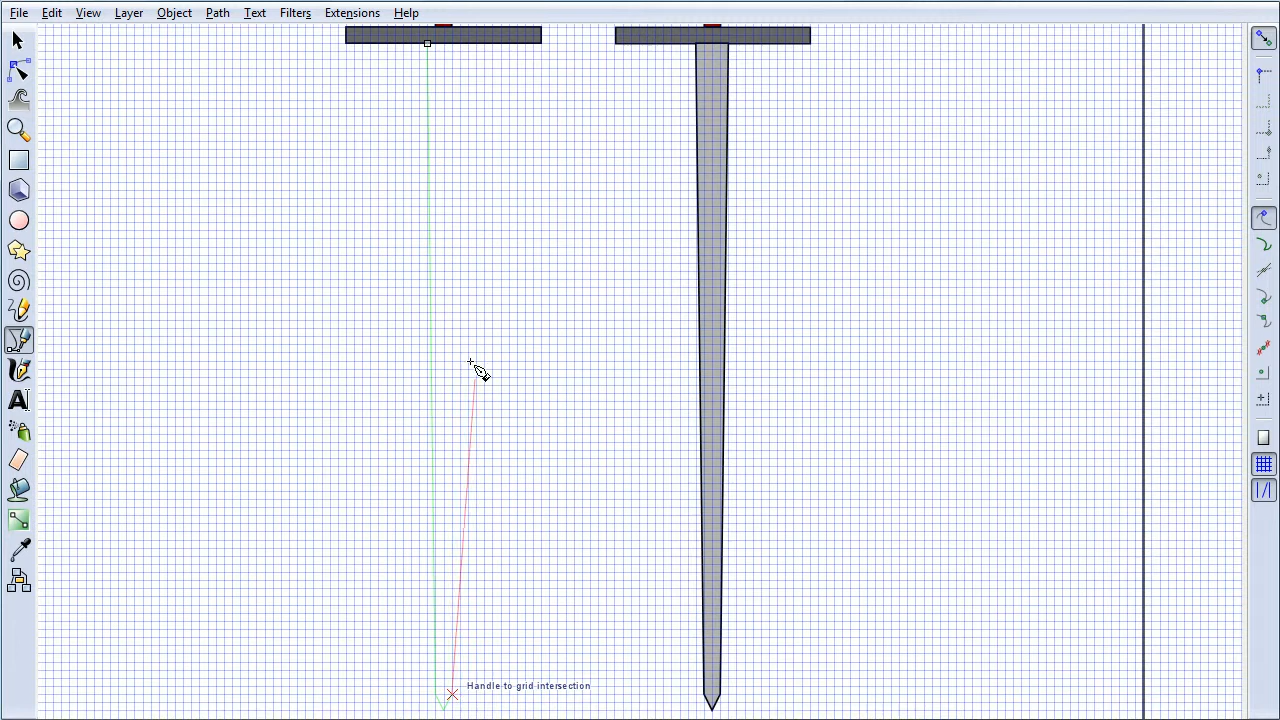 File Edit View Layer Object Path Text Filters Extensions Help
Handle to grid intersection